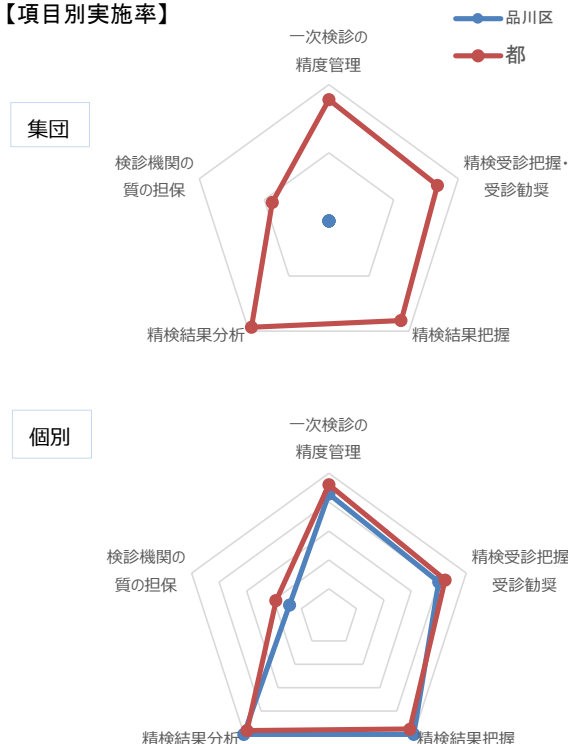 【項目別実施率】
品川区
都
集団
一次検診の
精度管理
精検受診把握・
受診勧奨
精検結果把握
精検結果分析
検診機関の
質の担保
個別
一次検診の
精度管理
精検受診把握
受診勧奨
精検結果把握
精検結果分析
検診機関の
質の担保